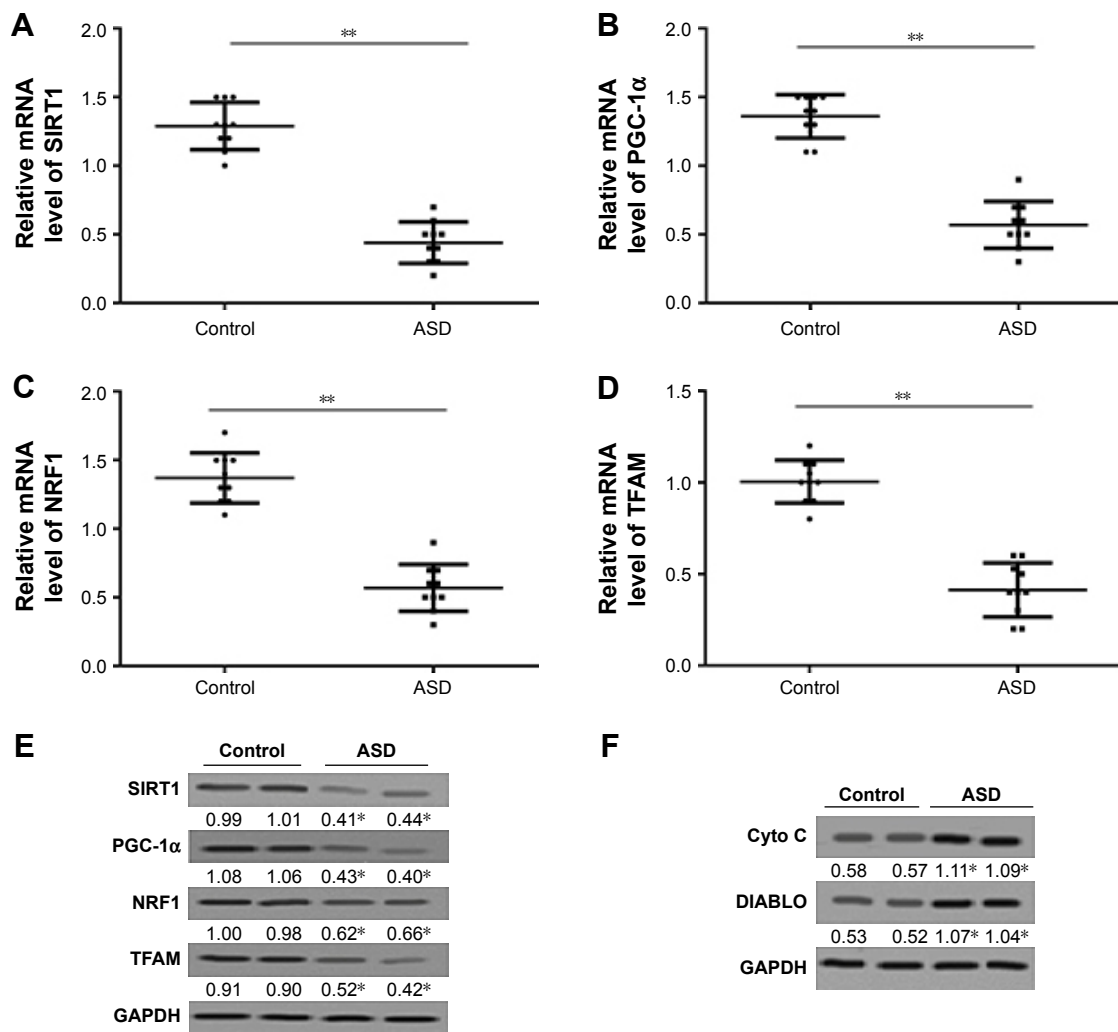 A
Relative mRNA
level of SIRT1
2.0
1.5
1.0
0.5
0.0
**
Control ASD
B
Relative mRNA
level of PGC-1α
2.0
1.5
1.0
0.5
0.0
**
Control ASD
C
Relative mRNA
level of NRF1
2.0
1.5
1.0
0.5
0.0
**
Control ASD
D
Relative mRNA
level of TFAM
1.5
1.0
0.5
0.0
**
Control ASD
E
Control ASD
SIRT1
0.99 1.01 0.41* 0.44*
PGC-1α
1.08 1.06 0.43* 0.40*
NRF1
1.00 0.98 0.62* 0.66*
TFAM
0.91 0.90 0.52* 0.42*
GAPDH
F
Control ASD
Cyto C
0.58 0.57 1.11* 1.09*
DIABLO
0.53 0.52 1.07* 1.04*
GAPDH